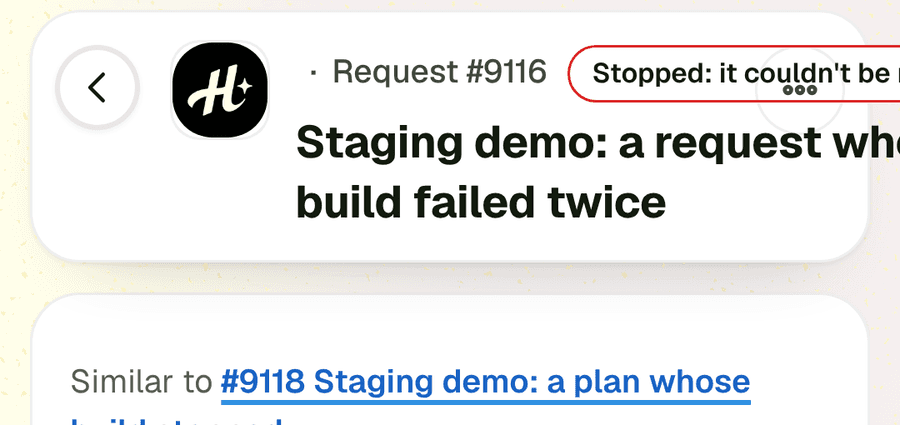 · Request #9116 Stopped: it couldn't be
Staging demo: a request
build failed twice
Similar to #9118 Staging demo: a plan whose